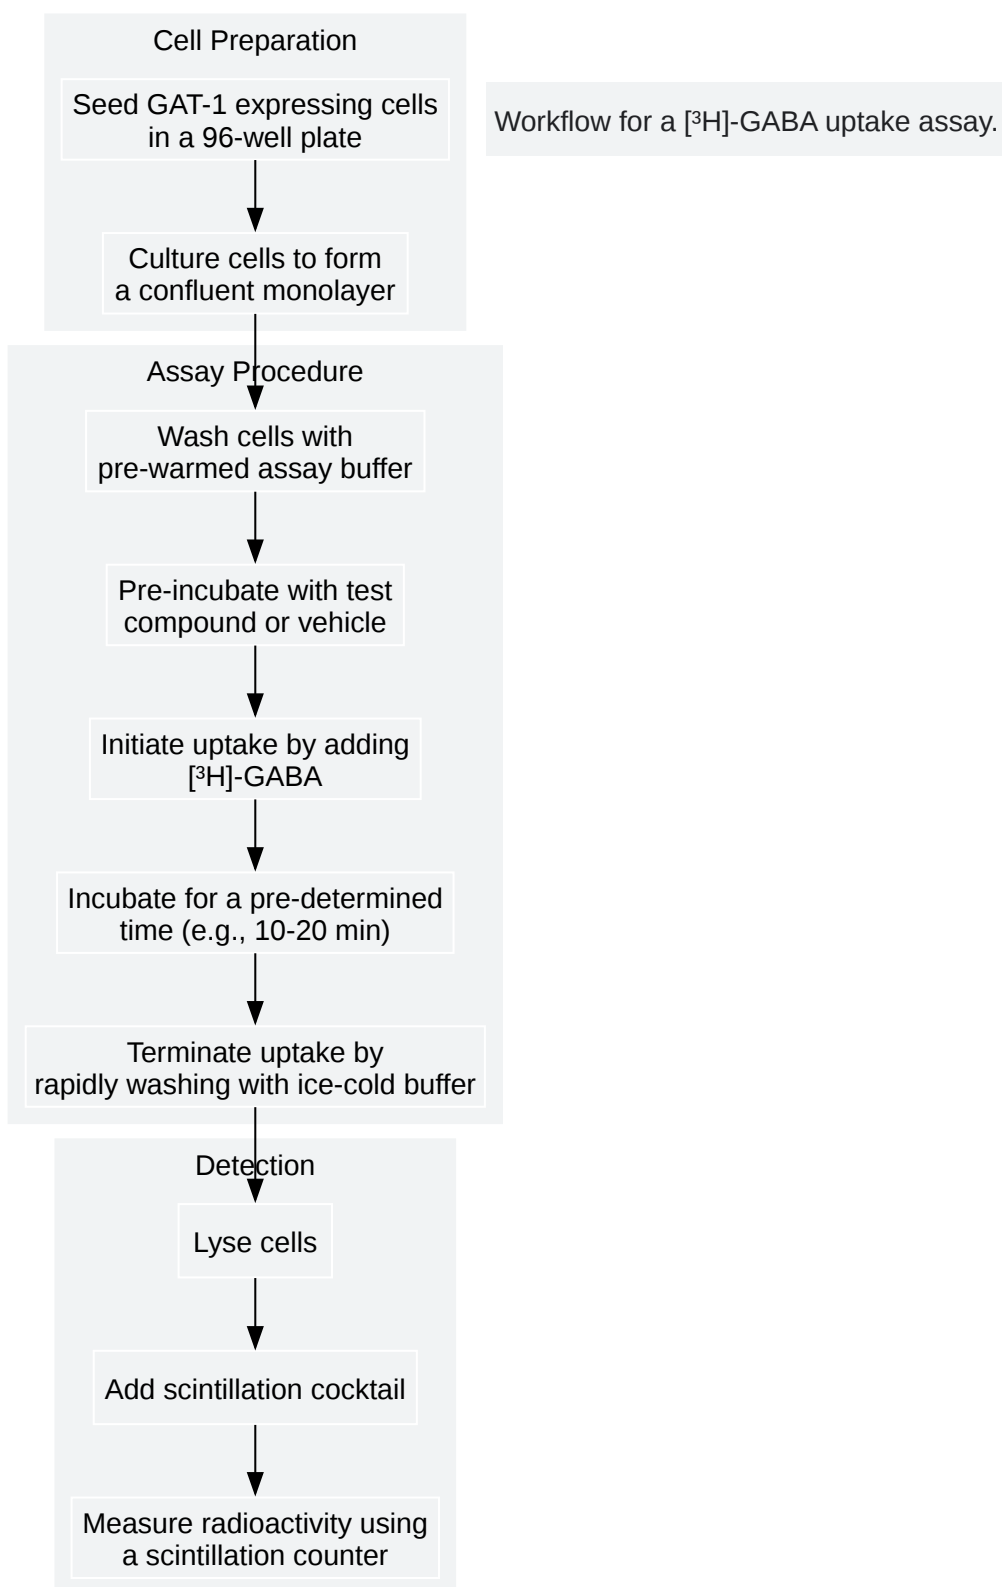 Cell Preparation
Seed GAT-1 expressing cells
in a 96-well plate
Workflow for a [³H]-GABA uptake assay.
Culture cells to form
a confluent monolayer
Assay Procedure
Wash cells with
pre-warmed assay buffer
Pre-incubate with test
compound or vehicle
Initiate uptake by adding
[³H]-GABA
Incubate for a pre-determined
time (e.g., 10-20 min)
Terminate uptake by
rapidly washing with ice-cold buffer
Detection
Lyse cells
Add scintillation cocktail
Measure radioactivity using
a scintillation counter